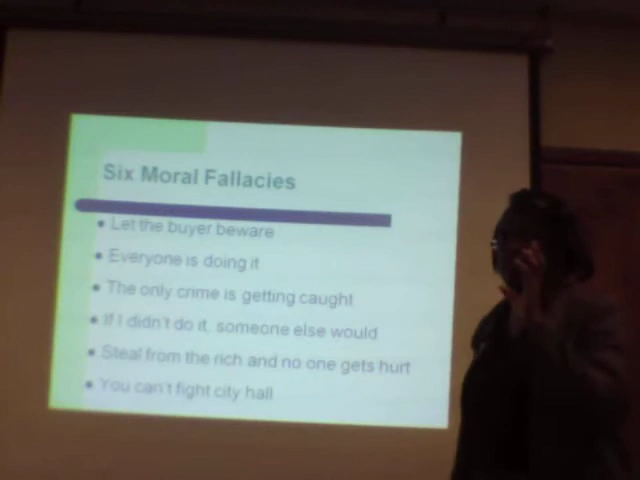 Six Moral Fallacies
• Let the buyer beware
• Everyone is doing it
• The only crime is getting caught
• If I didn't do it, someone else would
• Steal from the rich and no one gets hurt
• You can't fight city hall